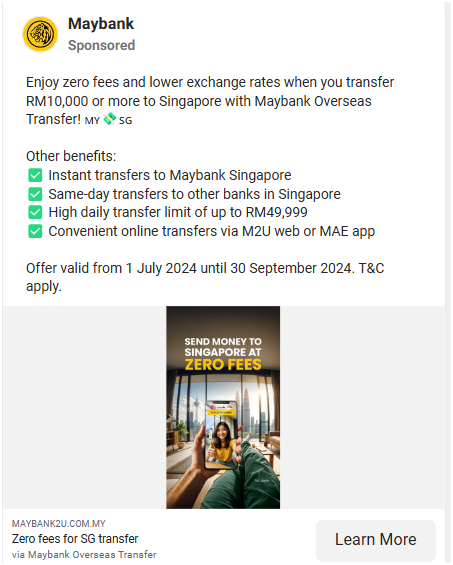 Maybank
Sponsored
Enjoy zero fees and lower exchange rates when you transfer
RM10,000 or more to Singapore with Maybank Overseas
Transfer! MY 💸 SG
Other benefits:
✅ Instant transfers to Maybank Singapore
✅ Same-day transfers to other banks in Singapore
✅ High daily transfer limit of up to RM49,999
✅ Convenient online transfers via M2U web or MAE app
Offer valid from 1 July 2024 until 30 September 2024. T&C
apply.
SEND MONEY TO
SINGAPORE AT
ZERO FEES
MAYBANK2U.COM.MY
Zero fees for SG transfer
via Maybank Overseas Transfer
Learn More